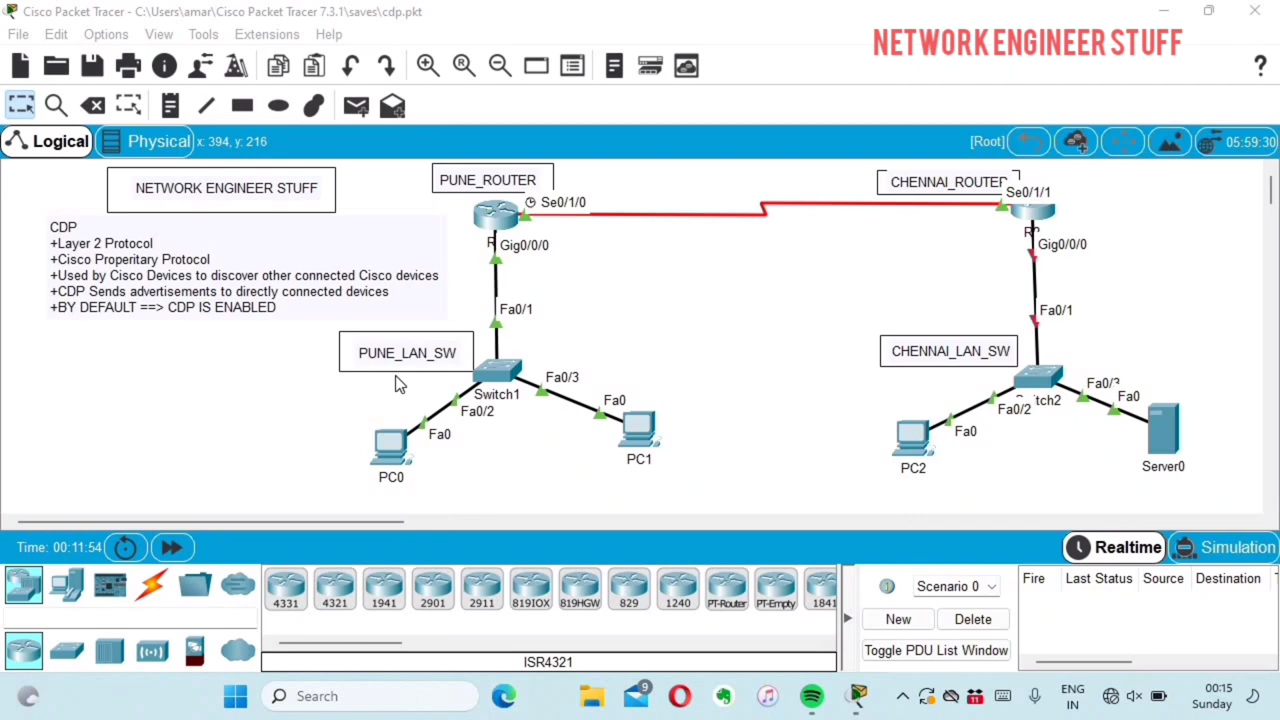 Cisco Packet Tracer - C:\Users\amar\Cisco Packet Tracer 7.3.1\saves\cdp.pkt
NETWORK ENGINEER STUFF
File Edit Options View Tools Extensions Help
Logical
Physical
x: 394, y: 216
[Root]
05:59:30
NETWORK ENGINEER STUFF
PUNE_ROUTER
CHENNAI_ROUTER
Se0/1/0
Se0/1/1
CDP
+Layer 2 Protocol
+Cisco Properitary Protocol
+Used by Cisco Devices to discover other connected Cisco devices
+CDP Sends advertisements to directly connected devices
+BY DEFAULT ==> CDP IS ENABLED
Gig0/0/0
Gig0/0/0
Fa0/1
Fa0/1
PUNE_LAN_SW
CHENNAI_LAN_SW
Fa0/3
Switch1
Fa0/2
Fa0
Fa0
PC0
PC1
Fa0
Fa0/2
Fa0
PC2
Server0
Time: 00:11:54
Realtime
Simulation
4331 4321 1941 2901 2911 819IOX 819HGW 829 1240 PT-Router PT-Empty 1841
ISR4321
Scenario 0
New
Delete
Toggle PDU List Window
Fire Last Status Source Destination
Search
9
11
ENG
IN
00:15
Sunday